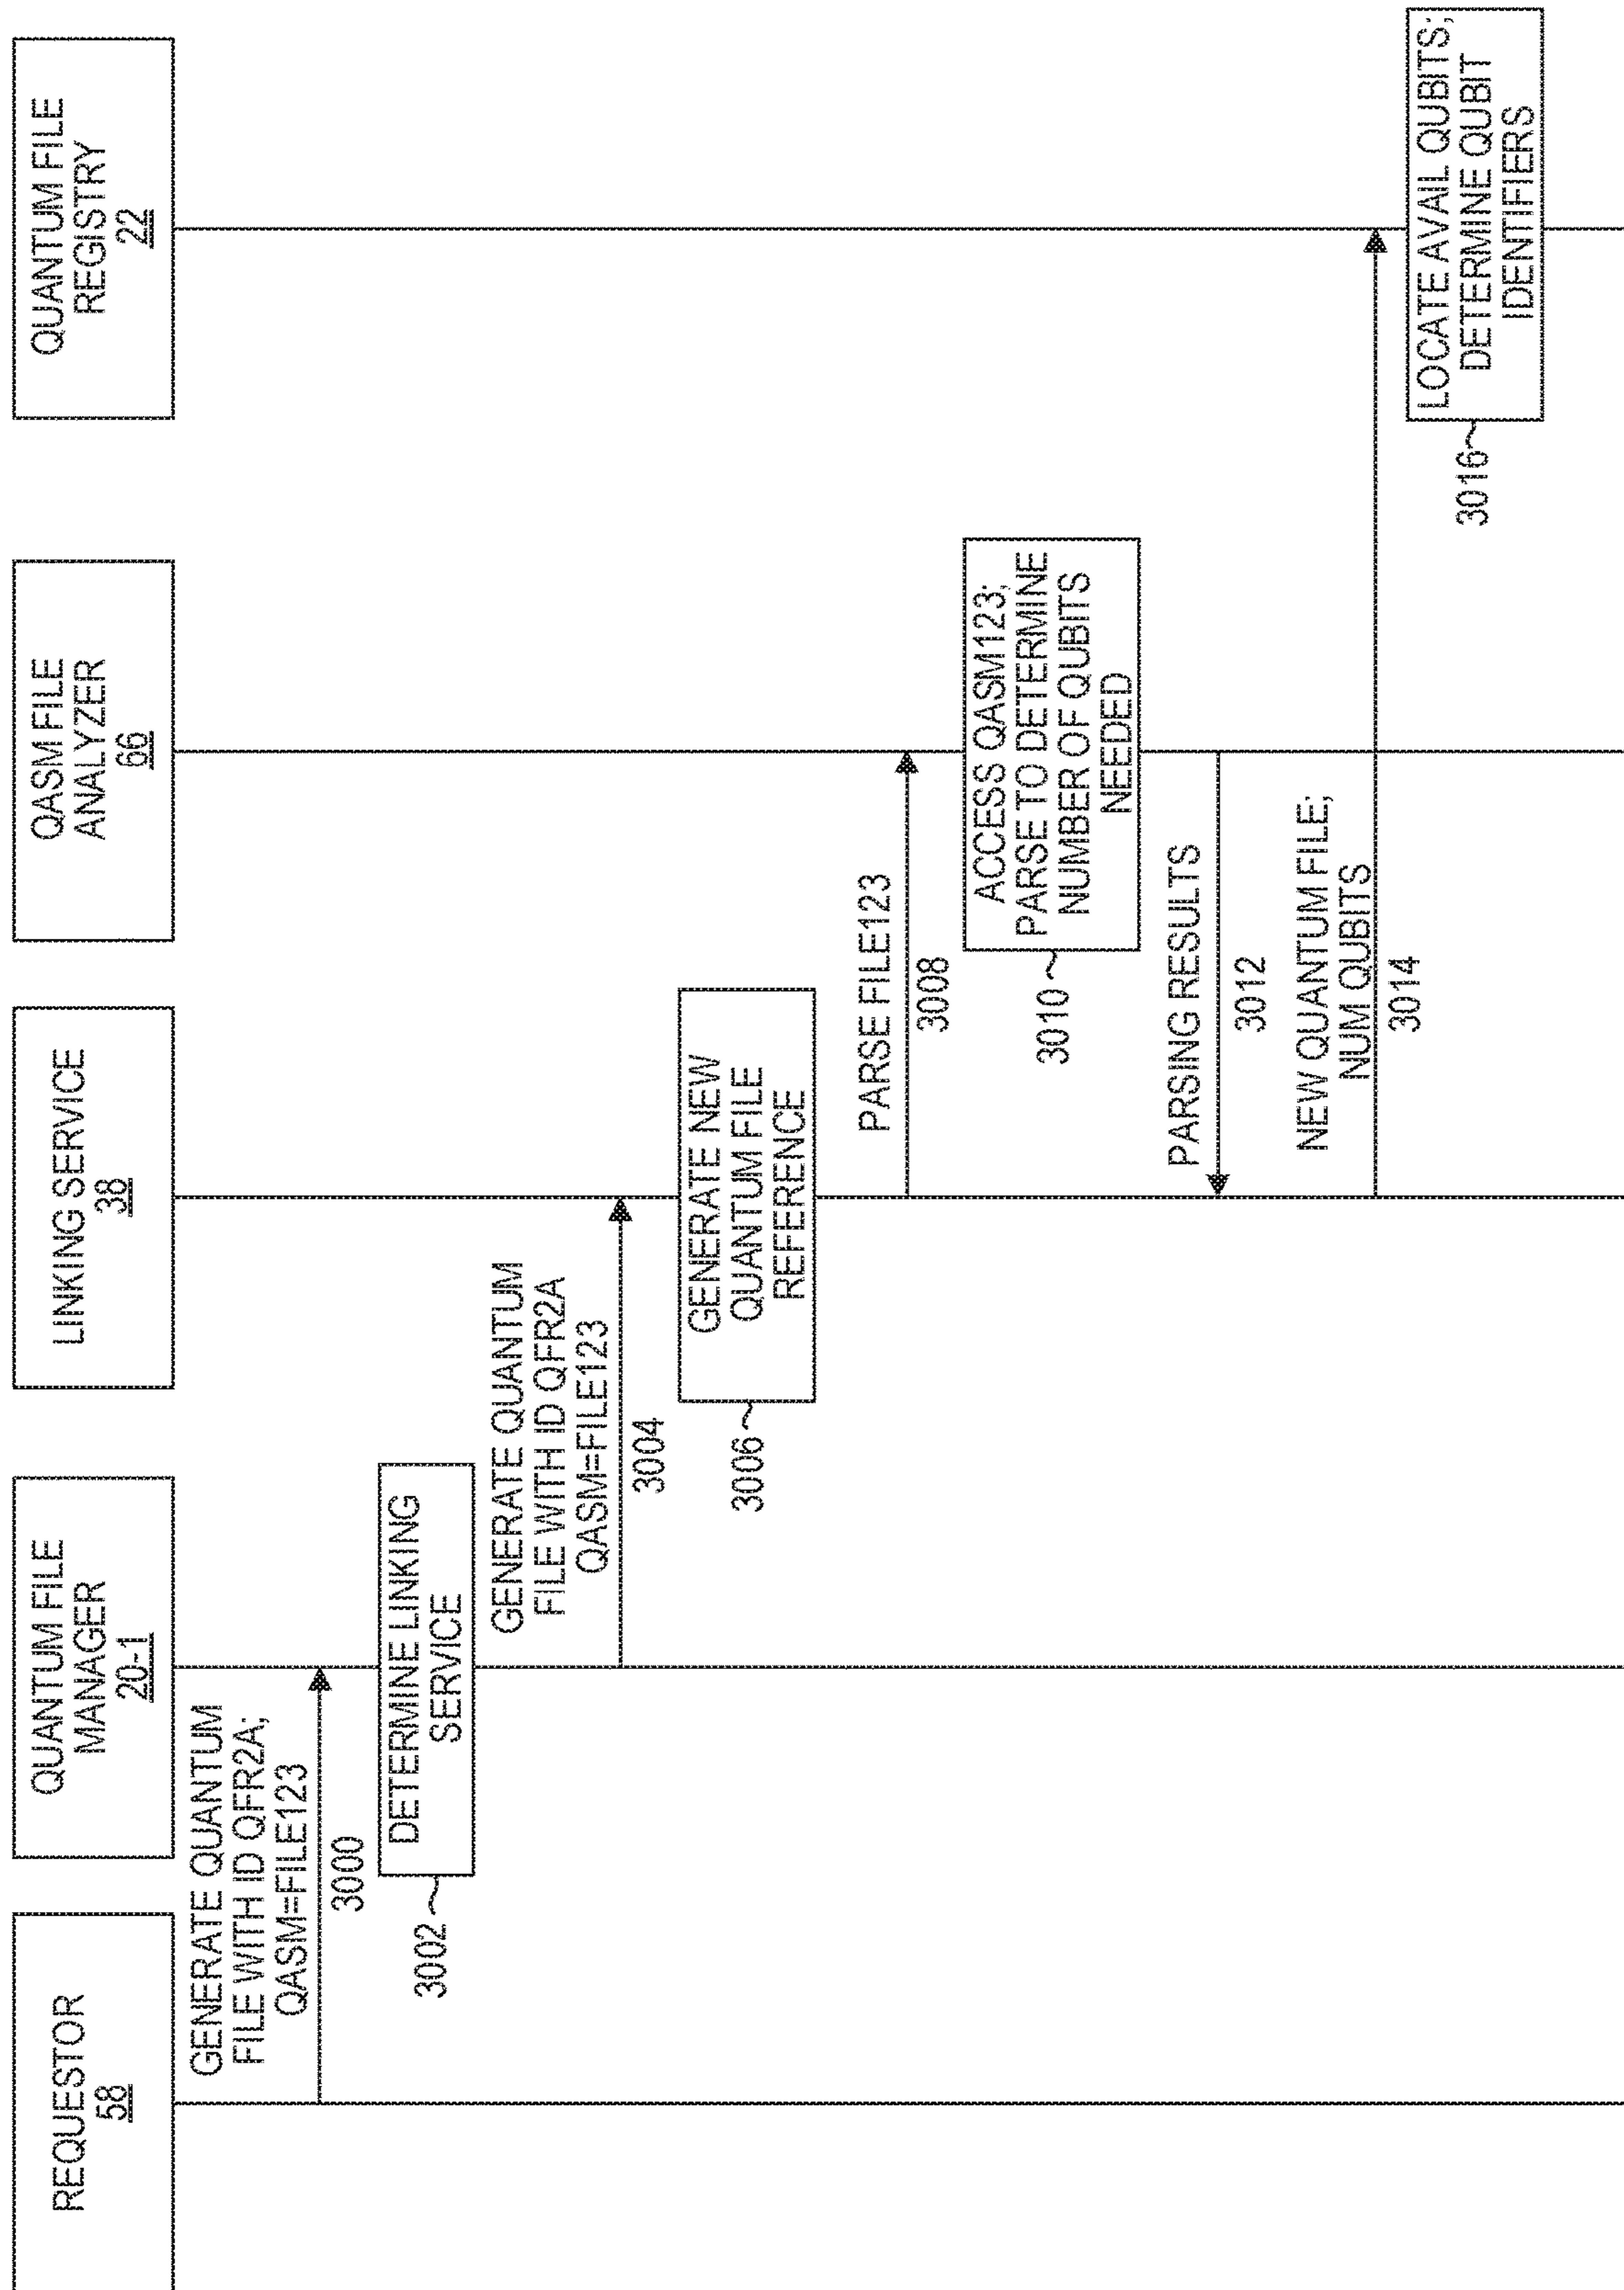 REQUESTOR
58
QUANTUM FILE
MANAGER
20-1
LINKING SERVICE
38
QASM FILE
ANALYZER
66
QUANTUM FILE
REGISTRY
22
GENERATE QUANTUM
FILE WITH ID QFR2A;
QASM=FILE123
3000
3002
DETERMINE LINKING
SERVICE
GENERATE QUANTUM
FILE WITH ID QFR2A
QASM=FILE123
3004
3006
GENERATE NEW
QUANTUM FILE
REFERENCE
PARSE FILE123
3008
3010
ACCESS QASM123;
PARSE TO DETERMINE
NUMBER OF QUBITS
NEEDED
PARSING RESULTS
3012
NEW QUANTUM FILE;
NUM QUBITS
3014
3016
LOCATE AVAIL QUBITS;
DETERMINE QUBIT
IDENTIFIERS